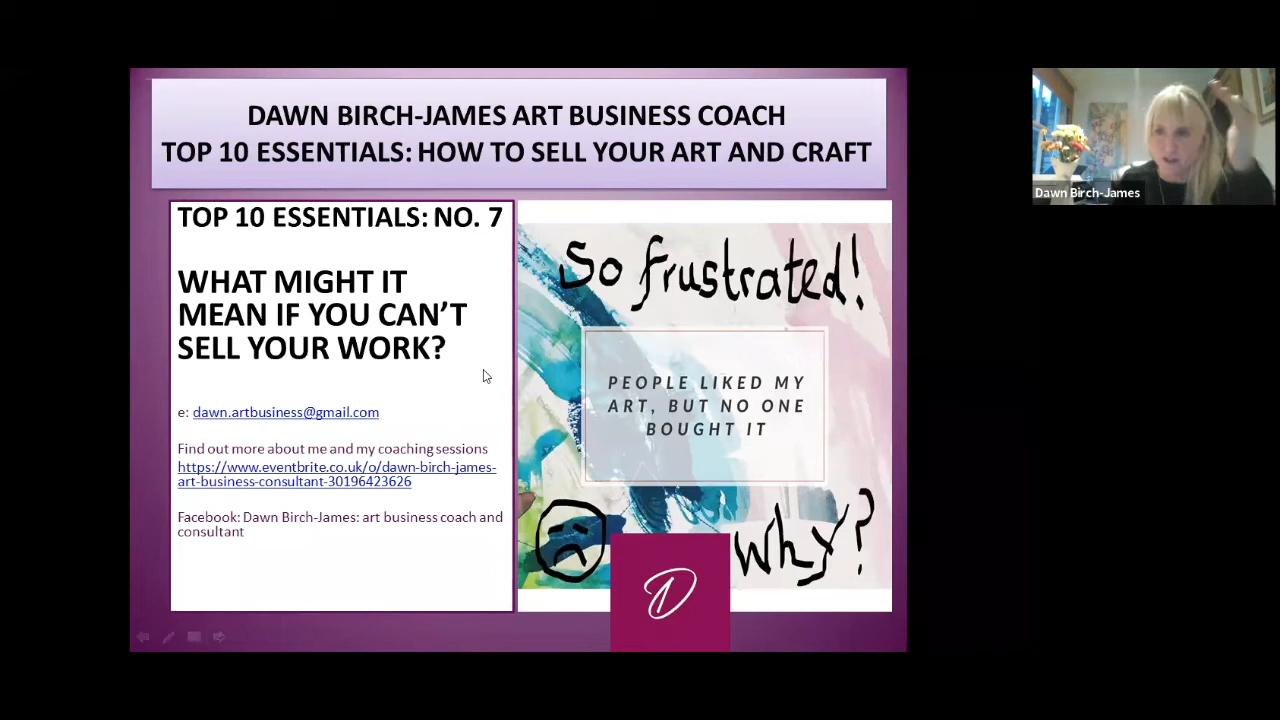 DAWN BIRCH-JAMES ART BUSINESS COACH
TOP 10 ESSENTIALS: HOW TO SELL YOUR ART AND CRAFT
TOP 10 ESSENTIALS: NO. 7
WHAT MIGHT IT
MEAN IF YOU CAN'T
SELL YOUR WORK?
e: dawn.artbusiness@gmail.com
Find out more about me and my coaching sessions
https://www.eventbrite.co.uk/o/dawn-birch-james-
art-business-consultant-30196423626
Facebook: Dawn Birch-James: art business coach and
consultant
So frustrated!
PEOPLE LIKED MY
ART, BUT NO ONE
BOUGHT IT
Why?
D
Dawn Birch-James